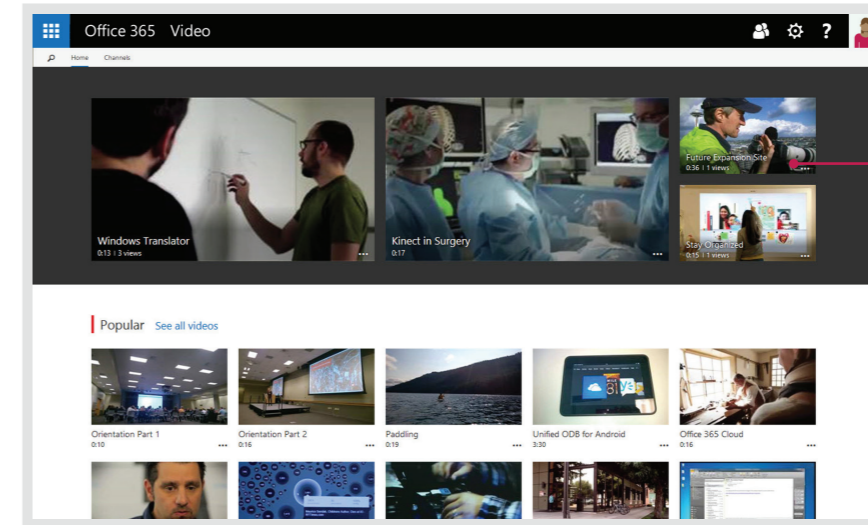 Office 365 Video
?
Home Channels
Future Expansion Site
0:36 | 1 views
Windows Translator
0:13 | 3 views
Kinect in Surgery
0:17
Stay Organized
0:15 | 1 views
Popular See all videos
Orientation Part 1
0:10
Orientation Part 2
0:16
Paddling
0:19
Unified ODB for Android
3:30
Office 365 Cloud
0:16